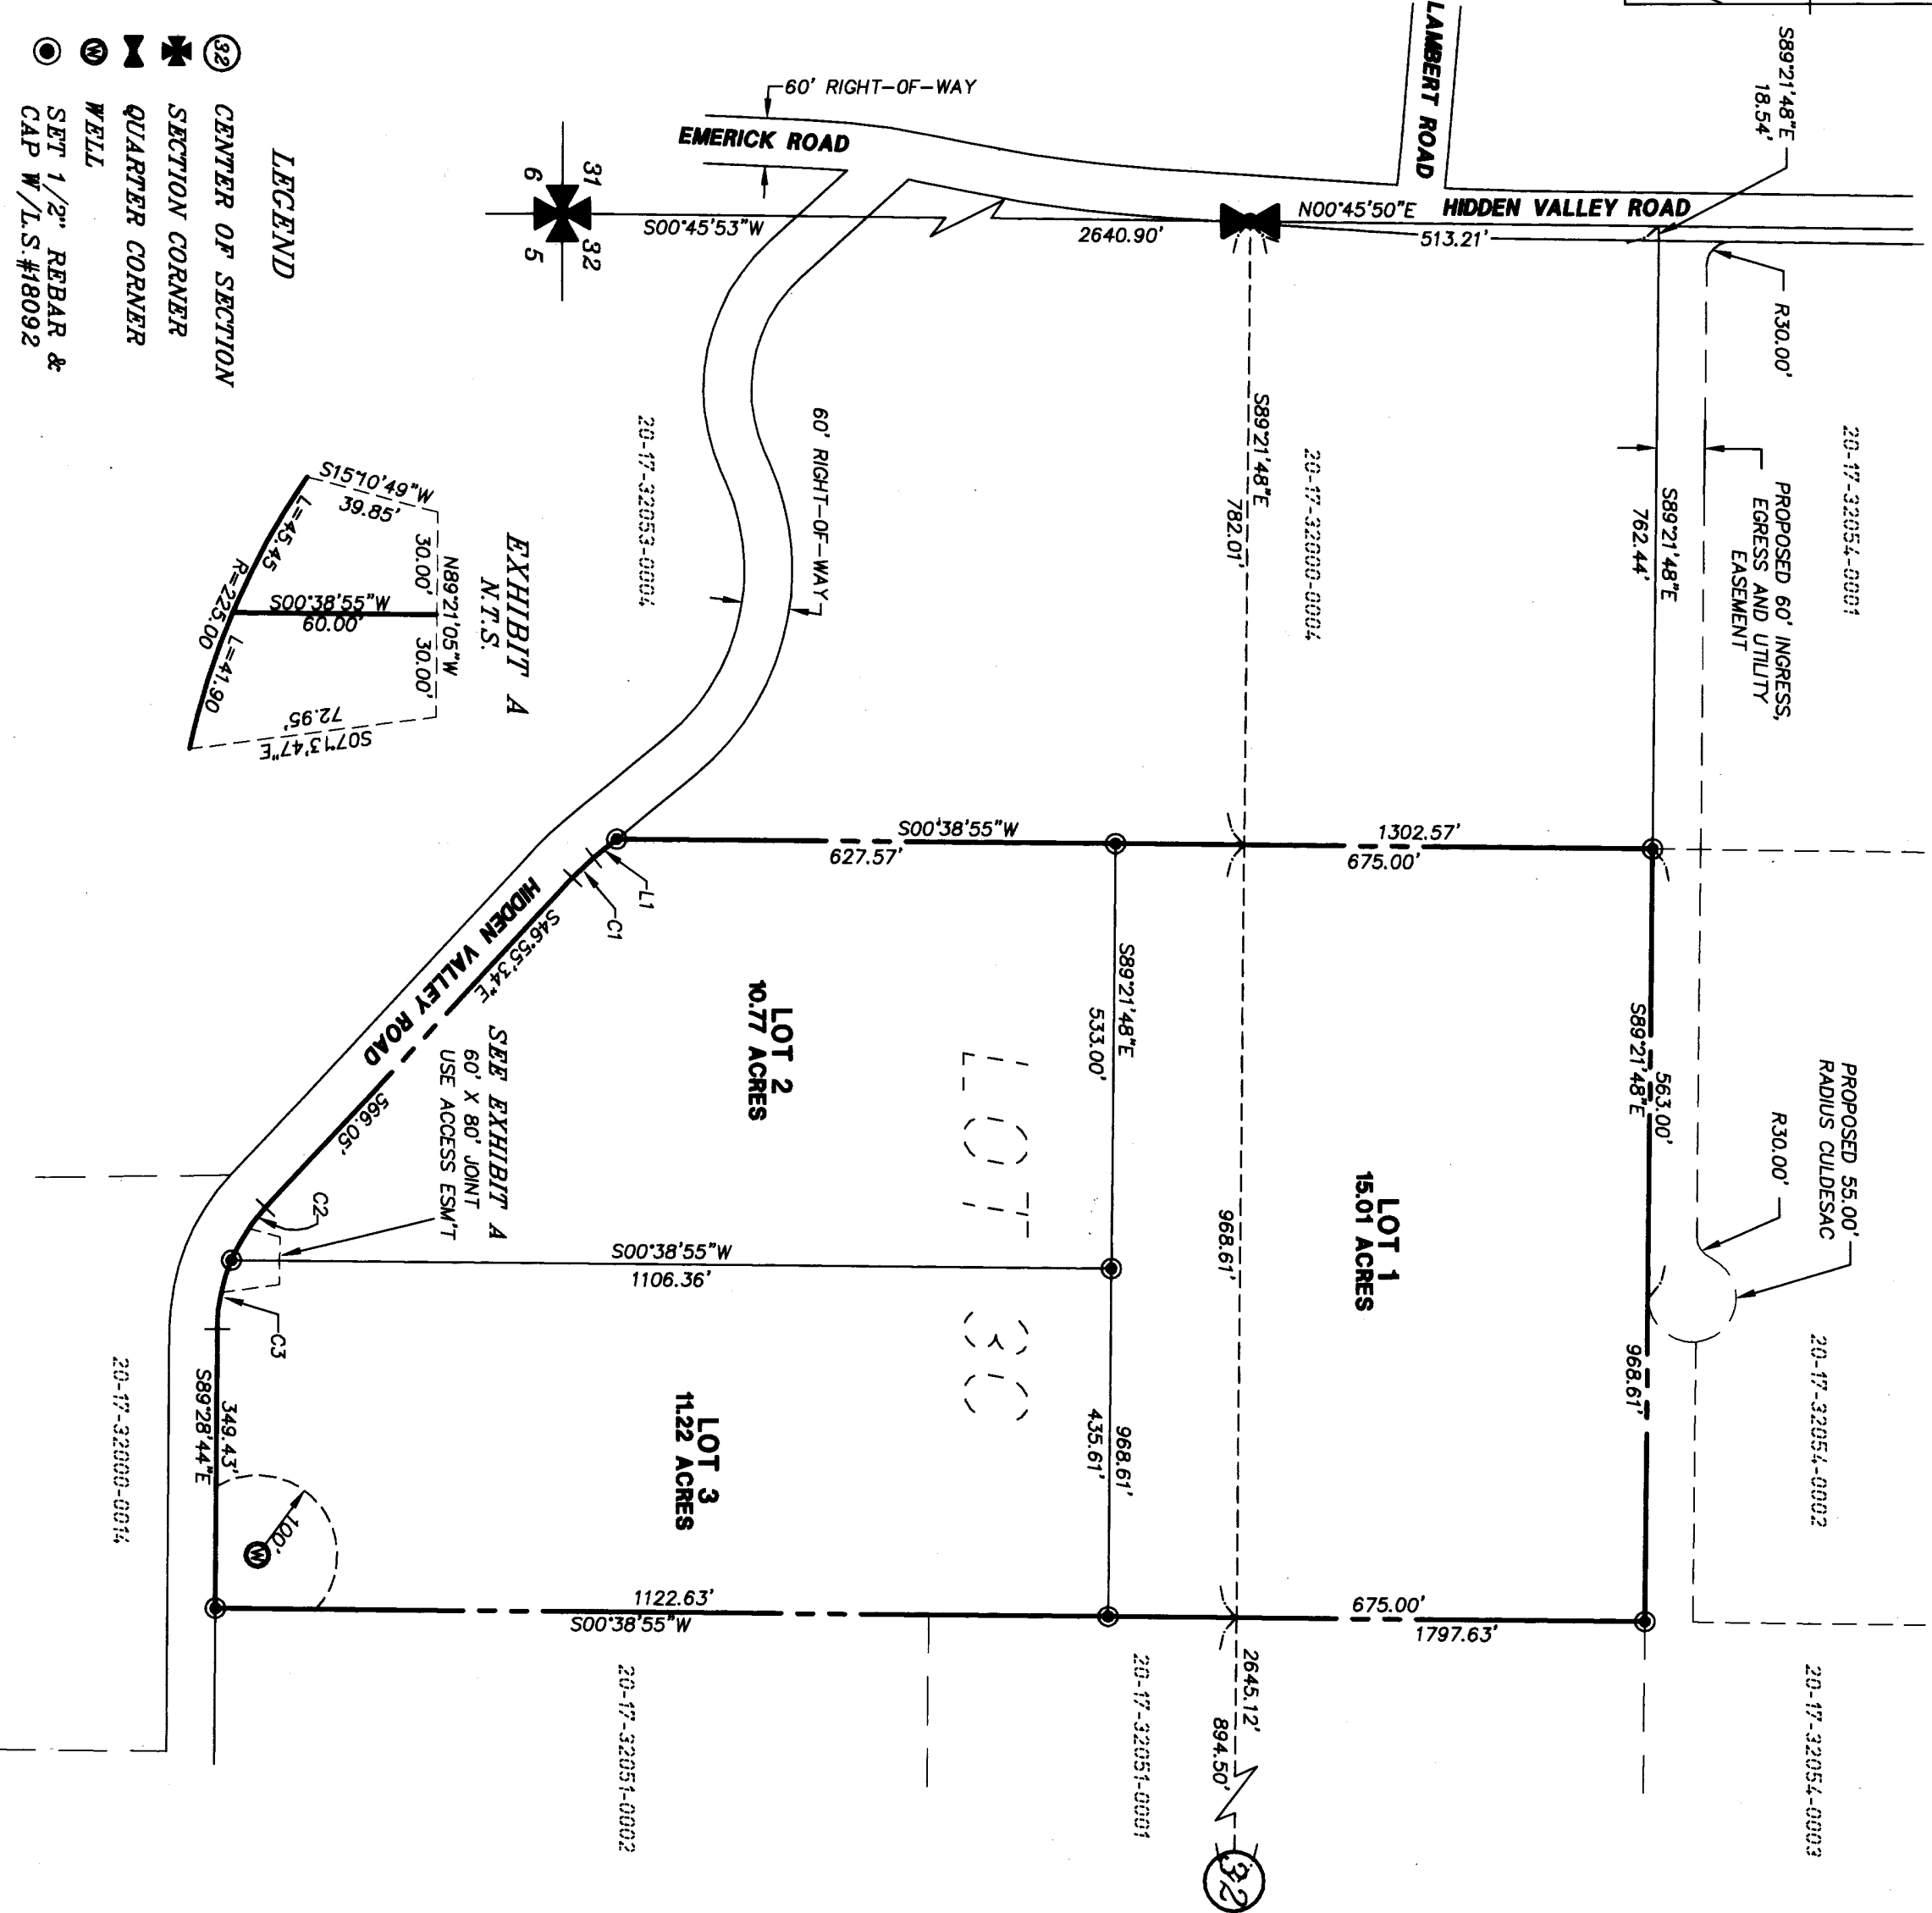 S89°21'48"E
18.54'
LAMBERT ROAD
60' RIGHT-OF-WAY
EMERICK ROAD
N00°45'50"E
HIDDEN VALLEY ROAD
513.21'
S00°45'53"W
2640.90'
31
32
6
5
R30.00'
20-17-32054-0001
PROPOSED 60' INGRESS,
EGRESS AND UTILITY
EASEMENT
S89°21'48"E
762.44'
20-17-32000-0004
S89°21'48"E
782.01'
60' RIGHT-OF-WAY
20-17-32053-0004
LEGEND
32
CENTER OF SECTION
SECTION CORNER
QUARTER CORNER
W
WELL
SET 1/2" REBAR &
CAP W/L.S.#18092
EXHIBIT A
N.T.S.
N89°21'05"W
30.00'
30.00'
S15°10'49"W
39.85'
S00°38'55"W
60.00'
L=45.45
R=225.00
L=41.90
72.95'
S07°13'47"E
S00°38'55"W
627.57'
1302.57'
675.00'
L1
C1
S46°55'34"E
566.05'
HIDDEN VALLEY ROAD
SEE EXHIBIT A
60' X 80' JOINT
USE ACCESS ESM'T
C2
C3
LOT 2
10.77 ACRES
S89°21'48"E
533.00'
LOT 30
968.61'
435.61'
968.61'
LOT 1
15.01 ACRES
563.00'
S89°21'48"E
968.61'
PROPOSED 55.00'
RADIUS CULDESAC
R30.00'
20-17-32054-0002
S00°38'55"W
1106.36'
LOT 3
11.22 ACRES
349.43'
S89°28'44"E
100'
W
20-17-32000-0014
1122.63'
S00°38'55"W
675.00'
1797.63'
20-17-32054-0003
20-17-32051-0001
20-17-32051-0002
2645.12'
894.50'
32